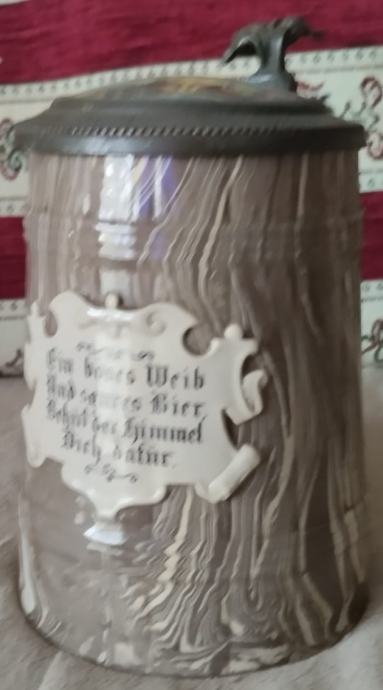 Ein böses Weib
Und saures Bier,
Behüt der Himmel
Dich dafür.